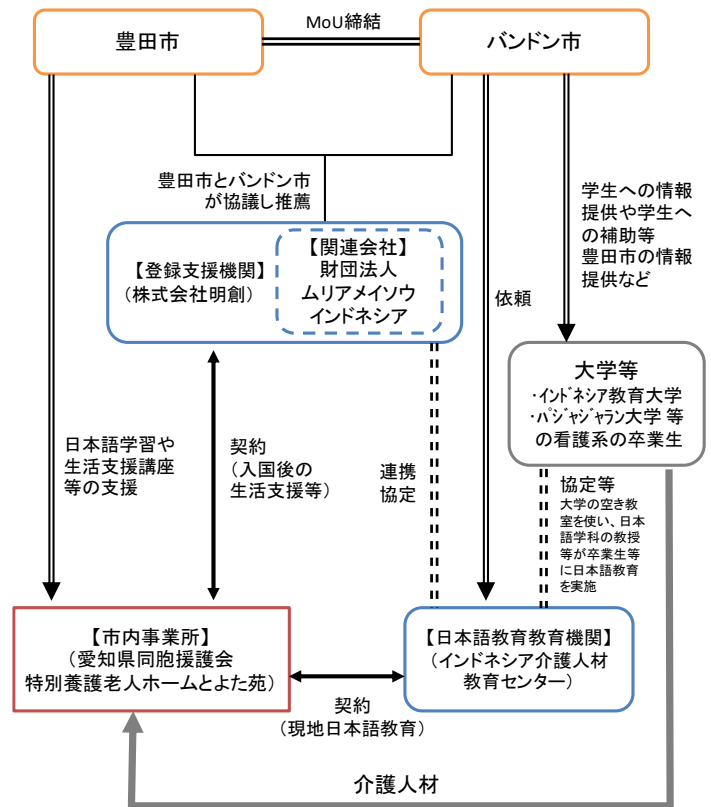 MoU締結
豊田市
バンドン市
豊田市とバンドン市
が協議し推薦
学生への情報
提供や学生へ
の補助等
豊田市の情報
提供など
【登録支援機関】
(株式会社明創)
【関連会社】
財団法人
ムリアメイソウ
インドネシア
依頼
大学等
・インドネシア教育大学
・パジャジャラン大学 等
の看護系の卒業生
日本語学習や
生活支援講座
等の支援
契約
(入国後の
生活支援等)
連携
協定
協定等
大学の空き教
室を使い、日本
語学科の教授
等が卒業生等
に日本語教育
を実施
【市内事業所】
(愛知県同胞援護会
特別養護老人ホームとよた苑)
【日本語教育教育機関】
(インドネシア介護人材
教育センター)
契約
(現地日本語教育)
介護人材